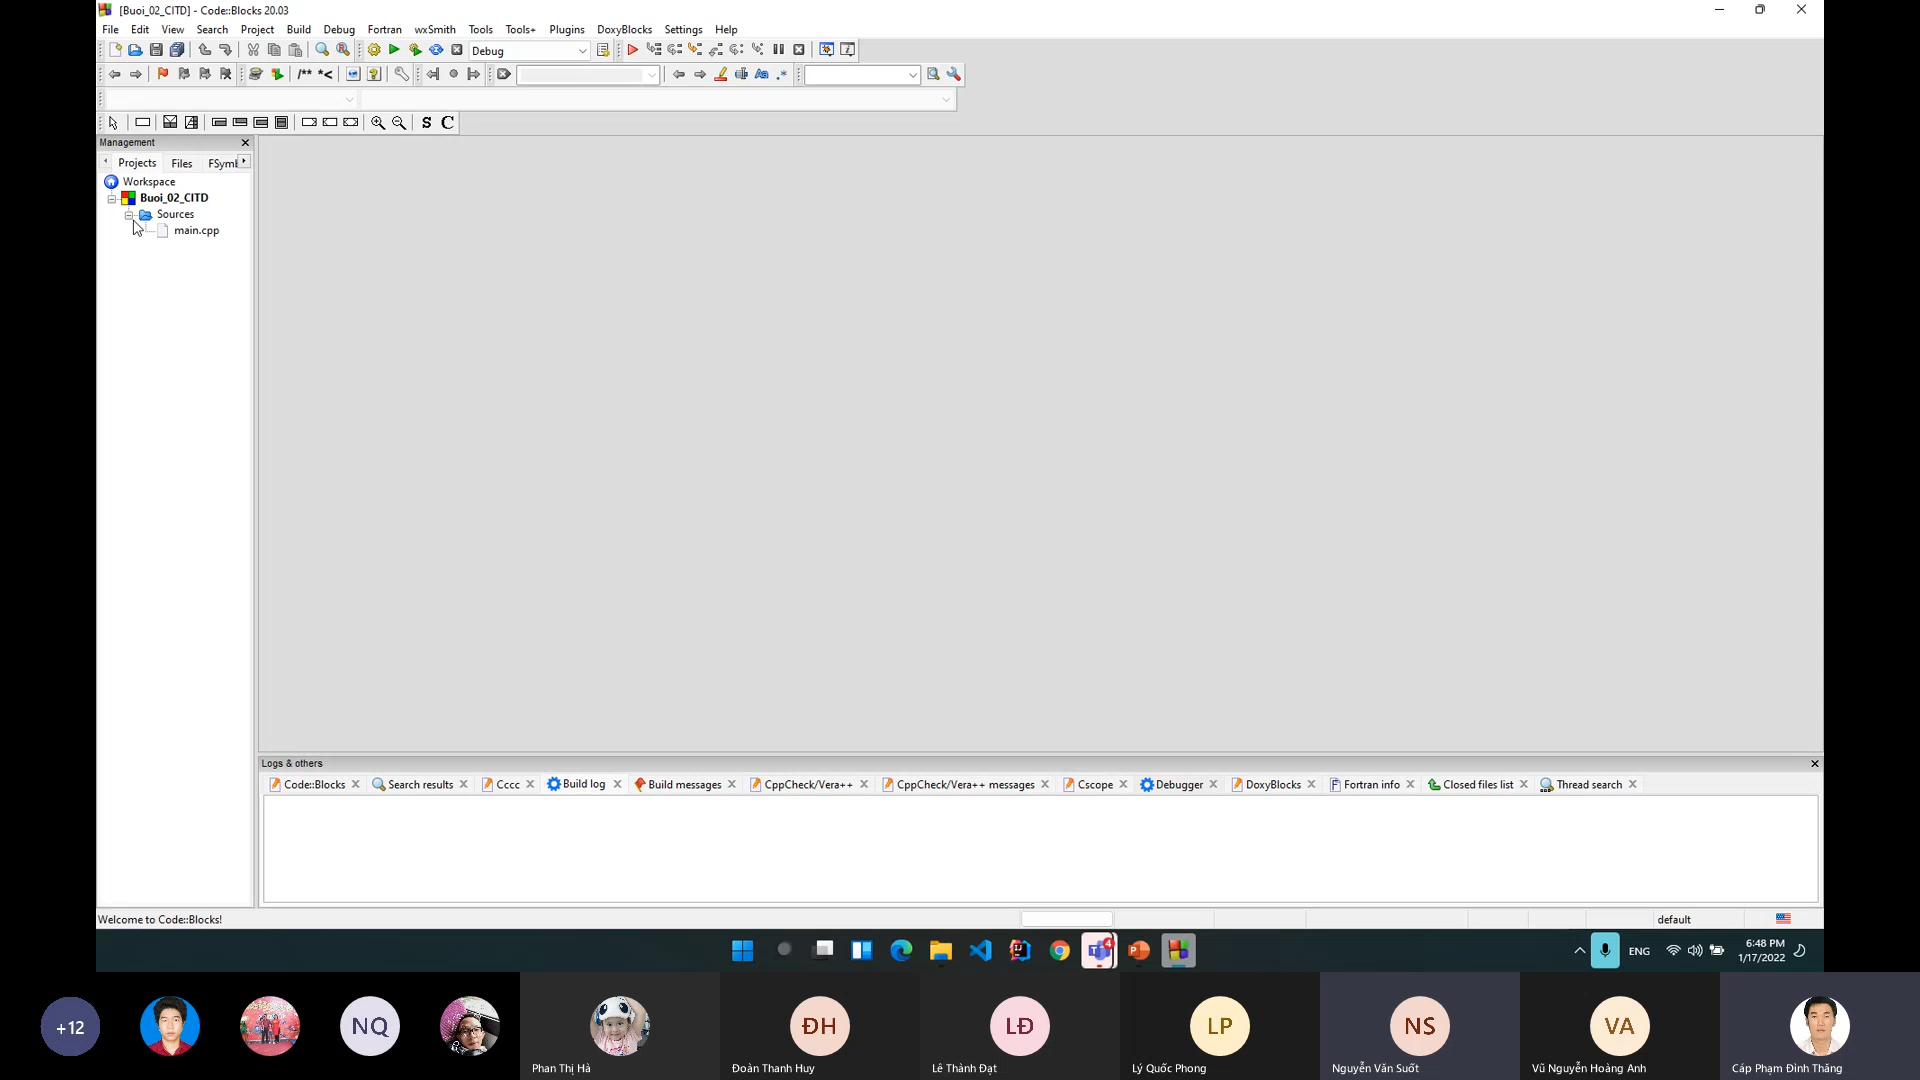 [Buoi_02_CITD] - Code::Blocks 20.03
File Edit View Search Project Build Debug Fortran wxSmith Tools Tools+ Plugins DoxyBlocks Settings Help
Debug
/** *< Aa .*
S C
Management
Projects Files FSymb
Workspace
Buoi_02_CITD
Sources
main.cpp
Logs & others
Code::Blocks Search results Cccc Build log Build messages CppCheck/Vera++ CppCheck/Vera++ messages Cscope Debugger DoxyBlocks Fortran info Closed files list Thread search
Welcome to Code::Blocks! default
4 ENG 6:48 PM
1/17/2022
+12 NQ ĐH LĐ LP NS VA
Phan Thị Hà Đoàn Thanh Huy Lê Thành Đạt Lý Quốc Phong Nguyễn Văn Suốt Vũ Nguyễn Hoàng Anh Cáp Phạm Đình Thăng